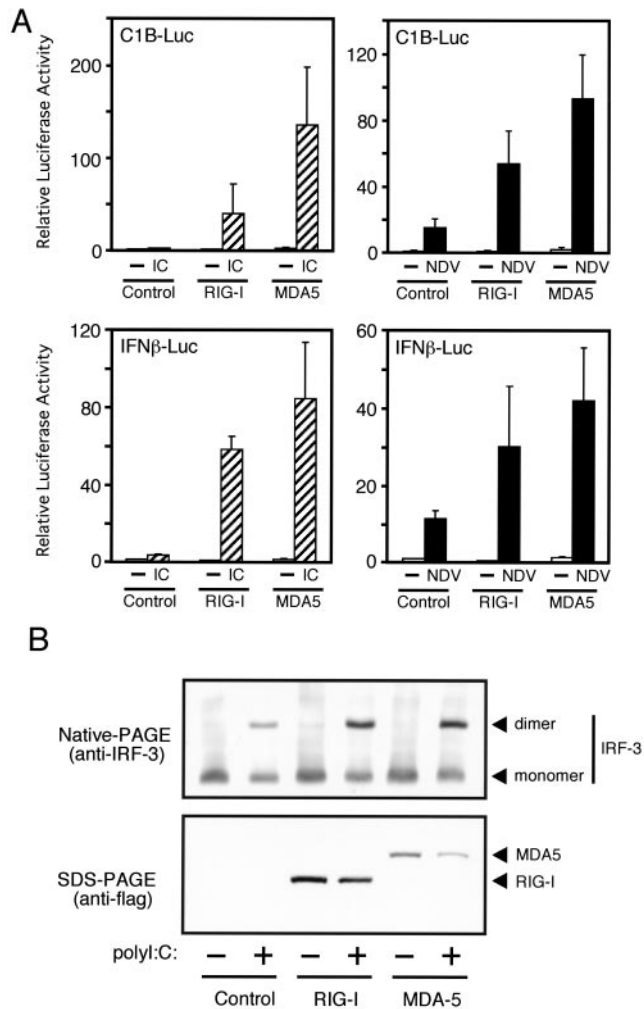 A
C1B-Luc
Relative Luciferase Activity
200
100
0
– IC – IC – IC
Control RIG-I MDA5
C1B-Luc
120
80
40
20
0
– NDV – NDV – NDV
Control RIG-I MDA5
IFNβ-Luc
Relative Luciferase Activity
120
80
40
0
– IC – IC – IC
Control RIG-I MDA5
IFNβ-Luc
60
40
20
0
– NDV – NDV – NDV
Control RIG-I MDA5
B
Native-PAGE
(anti-IRF-3)
dimer
IRF-3
monomer
SDS-PAGE
(anti-flag)
MDA5
RIG-I
polyI:C: – + – + – +
Control RIG-I MDA-5